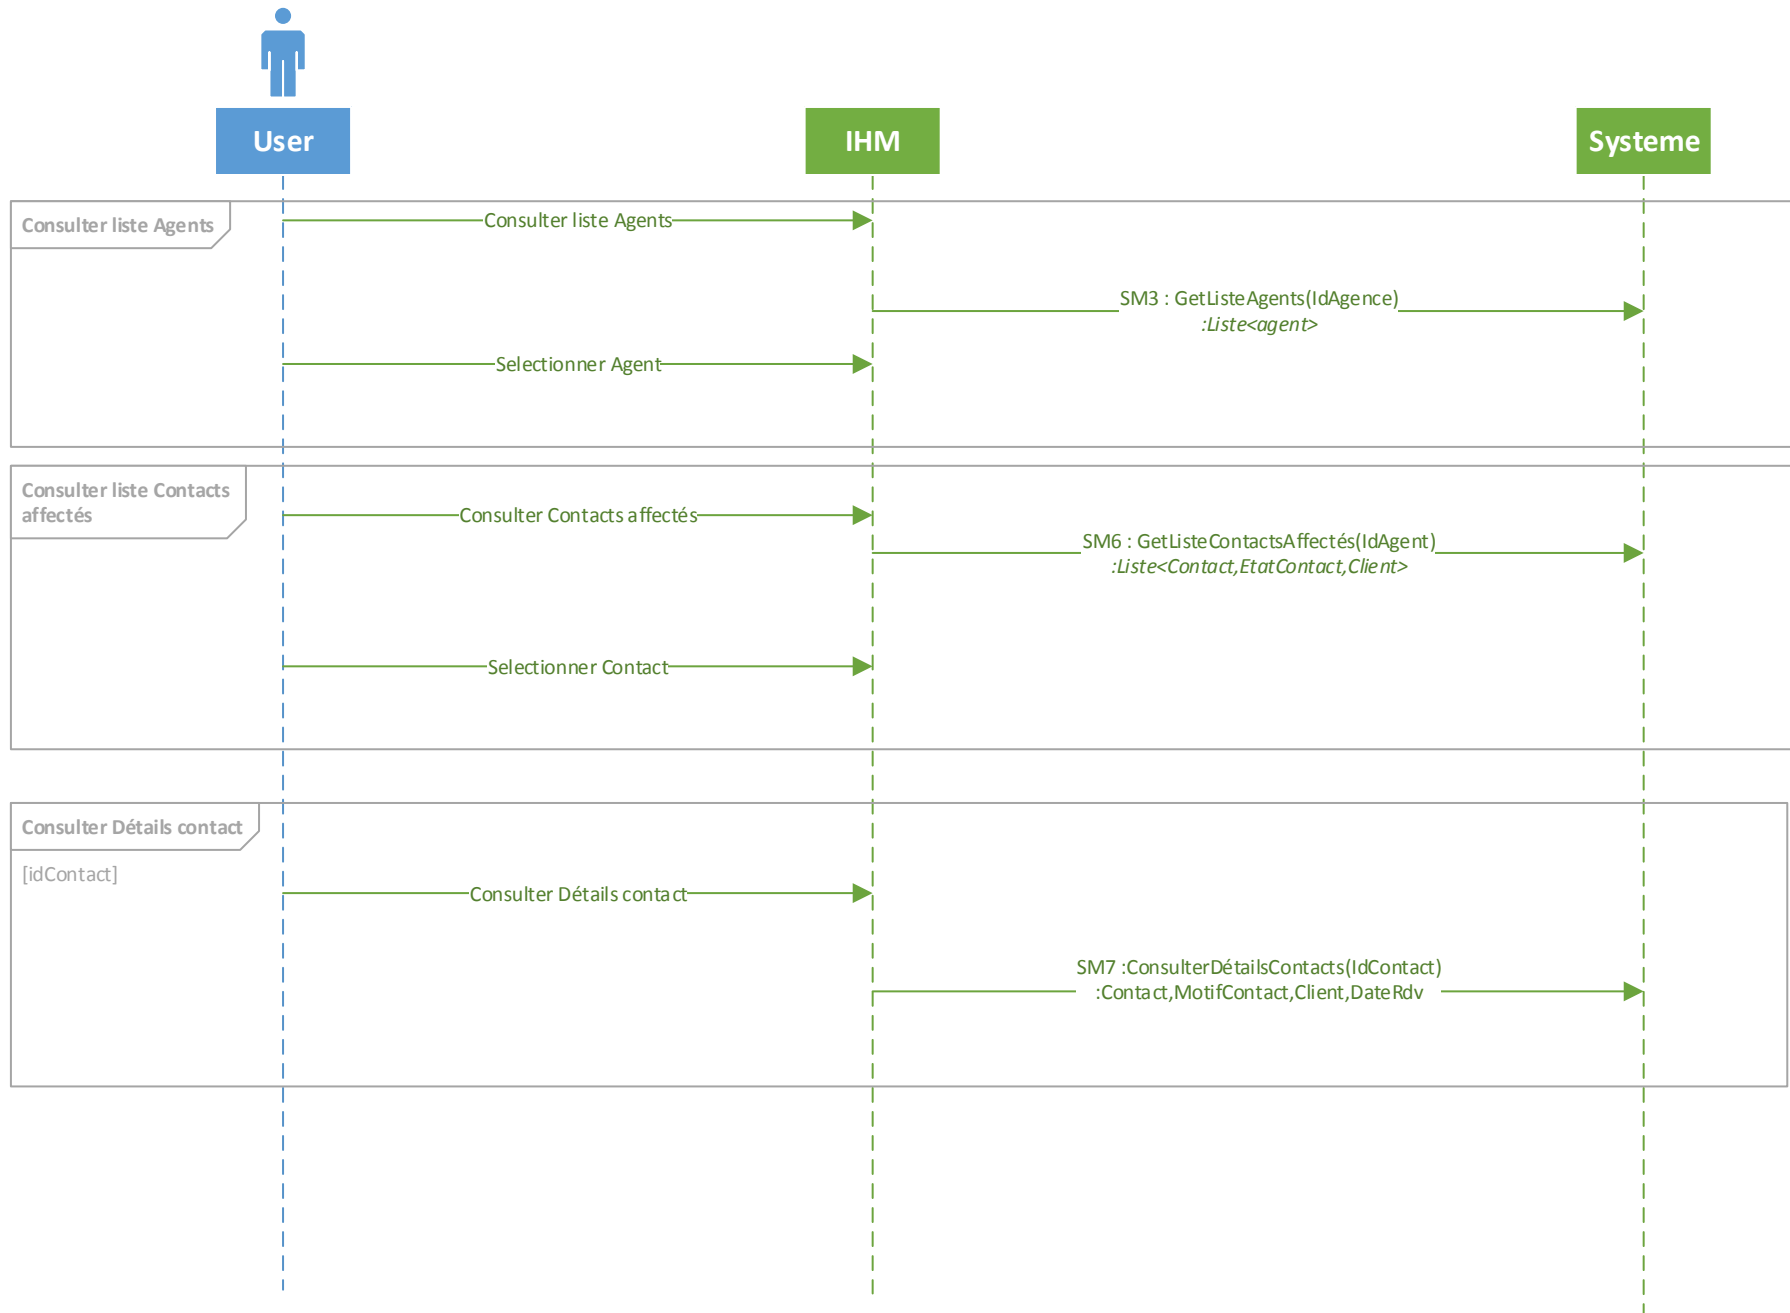 User
IHM
Systeme
Consulter liste Agents
Consulter liste Agents
SM3 : GetListeAgents(IdAgence)
:Liste<agent>
Selectionner Agent
Consulter liste Contacts
affectés
Consulter Contacts affectés
SM6 : GetListeContactsAffectés(IdAgent)
:Liste<Contact,EtatContact,Client>
Selectionner Contact
Consulter Détails contact
[idContact]
Consulter Détails contact
SM7 :ConsulterDétailsContacts(IdContact)
:Contact,MotifContact,Client,DateRdv